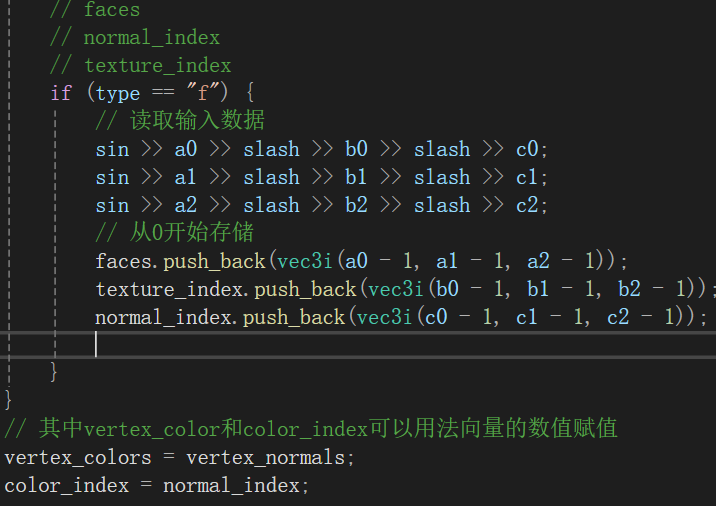 // faces
// normal_index
// texture_index
if (type == "f") {
// 读取输入数据
sin >> a0 >> slash >> b0 >> slash >> c0;
sin >> a1 >> slash >> b1 >> slash >> c1;
sin >> a2 >> slash >> b2 >> slash >> c2;
// 从0开始存储
faces.push_back(vec3i(a0 - 1, a1 - 1, a2 - 1));
texture_index.push_back(vec3i(b0 - 1, b1 - 1, b2 - 1));
normal_index.push_back(vec3i(c0 - 1, c1 - 1, c2 - 1));
}
}
// 其中vertex_color和color_index可以用法向量的数值赋值
vertex_colors = vertex_normals;
color_index = normal_index;